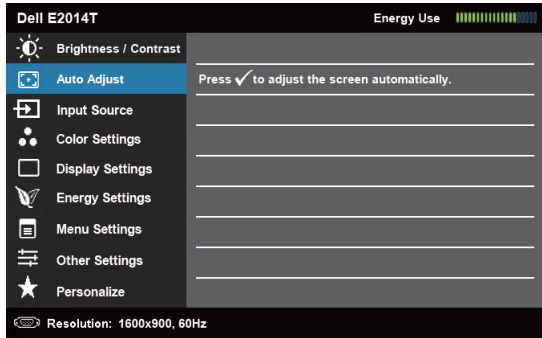 Dell E2014T
Energy Use
Brightness / Contrast
Auto Adjust
Press ✓ to adjust the screen automatically.
Input Source
Color Settings
Display Settings
Energy Settings
Menu Settings
Other Settings
Personalize
Resolution: 1600x900, 60Hz